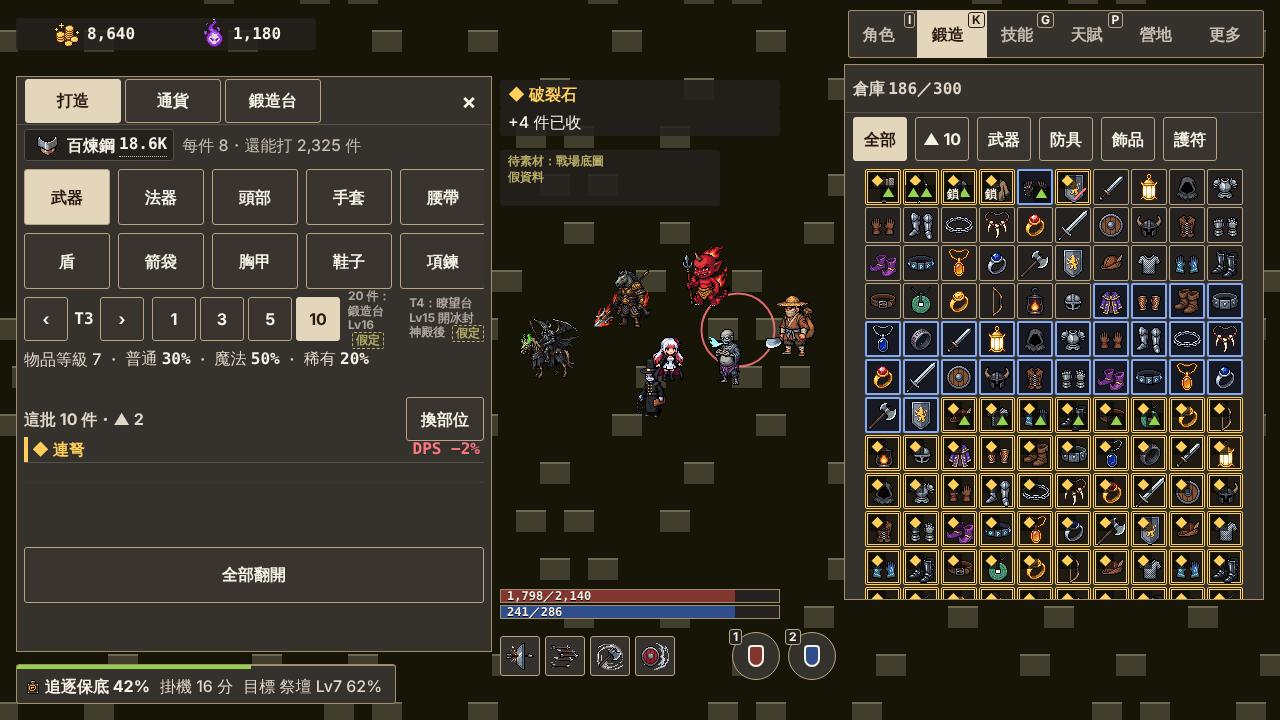 8,640
1,180
角色 I
鍛造 K
技能 G
天賦 P
營地
更多
打造
通貨
鍛造台
×
百煉鋼 18.6K
每件 8 · 還能打 2,325 件
武器
法器
頭部
手套
腰帶
盾
箭袋
胸甲
鞋子
項鍊
‹ T3 ›
1
3
5
10
20 件：
鍛造台
Lv16
假定
T4：瞭望台
Lv15 開冰封
神殿後 假定
物品等級 7 · 普通 30% · 魔法 50% · 稀有 20%
這批 10 件 · ▲ 2
換部位
◆ 連弩
DPS −2%
全部翻開
追逐保底 42% 掛機 16 分 目標 祭壇 Lv7 62%
◆ 破裂石
+4 件已收
待素材：戰場底圖
假資料
1,798／2,140
241／286
1
2
倉庫 186／300
全部
▲ 10
武器
防具
飾品
護符
鎖
鎖